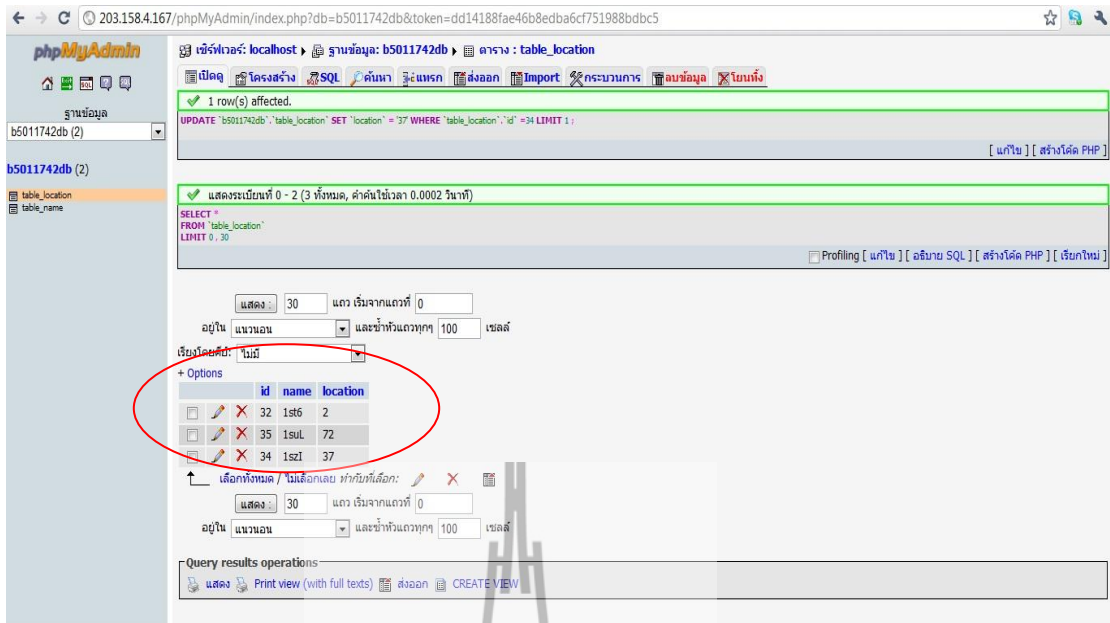 203.158.4.167/phpMyAdmin/index.php?db=b5011742db&token=dd14188fae46b8edba6cf751988bdbc5
phpMyAdmin
ฐานข้อมูล
b5011742db (2)
b5011742db (2)
table_location
table_name
เซิร์ฟเวอร์: localhost ▸ ฐานข้อมูล: b5011742db ▸ ตาราง : table_location
เปิดดู โครงสร้าง SQL ค้นหา แทรก ส่งออก Import กระบวนการ ลบข้อมูล โยนทิ้ง
1 row(s) affected.
UPDATE `b5011742db`.`table_location` SET `location` = '37' WHERE `table_location`.`id` =34 LIMIT 1 ;
[ แก้ไข ] [ สร้างโค้ด PHP ]
แสดงระเบียนที่ 0 - 2 (3 ทั้งหมด, คำค้นใช้เวลา 0.0002 วินาที)
SELECT *
FROM `table_location`
LIMIT 0 , 30
Profiling [ แก้ไข ] [ อธิบาย SQL ] [ สร้างโค้ด PHP ] [ เรียกใหม่ ]
แสดง : 30 แถว เริ่มจากแถวที่ 0
อยู่ใน แนวนอน และซ้ำหัวแถวทุกๆ 100 เซลล์
เรียงโดยคีย์: ไม่มี
+ Options
id name location
32 1st6 2
35 1suL 72
34 1szI 37
เลือกทั้งหมด / ไม่เลือกเลย ทำกับที่เลือก:
แสดง : 30 แถว เริ่มจากแถวที่ 0
อยู่ใน แนวนอน และซ้ำหัวแถวทุกๆ 100 เซลล์
Query results operations
แสดง Print view (with full texts) ส่งออก CREATE VIEW